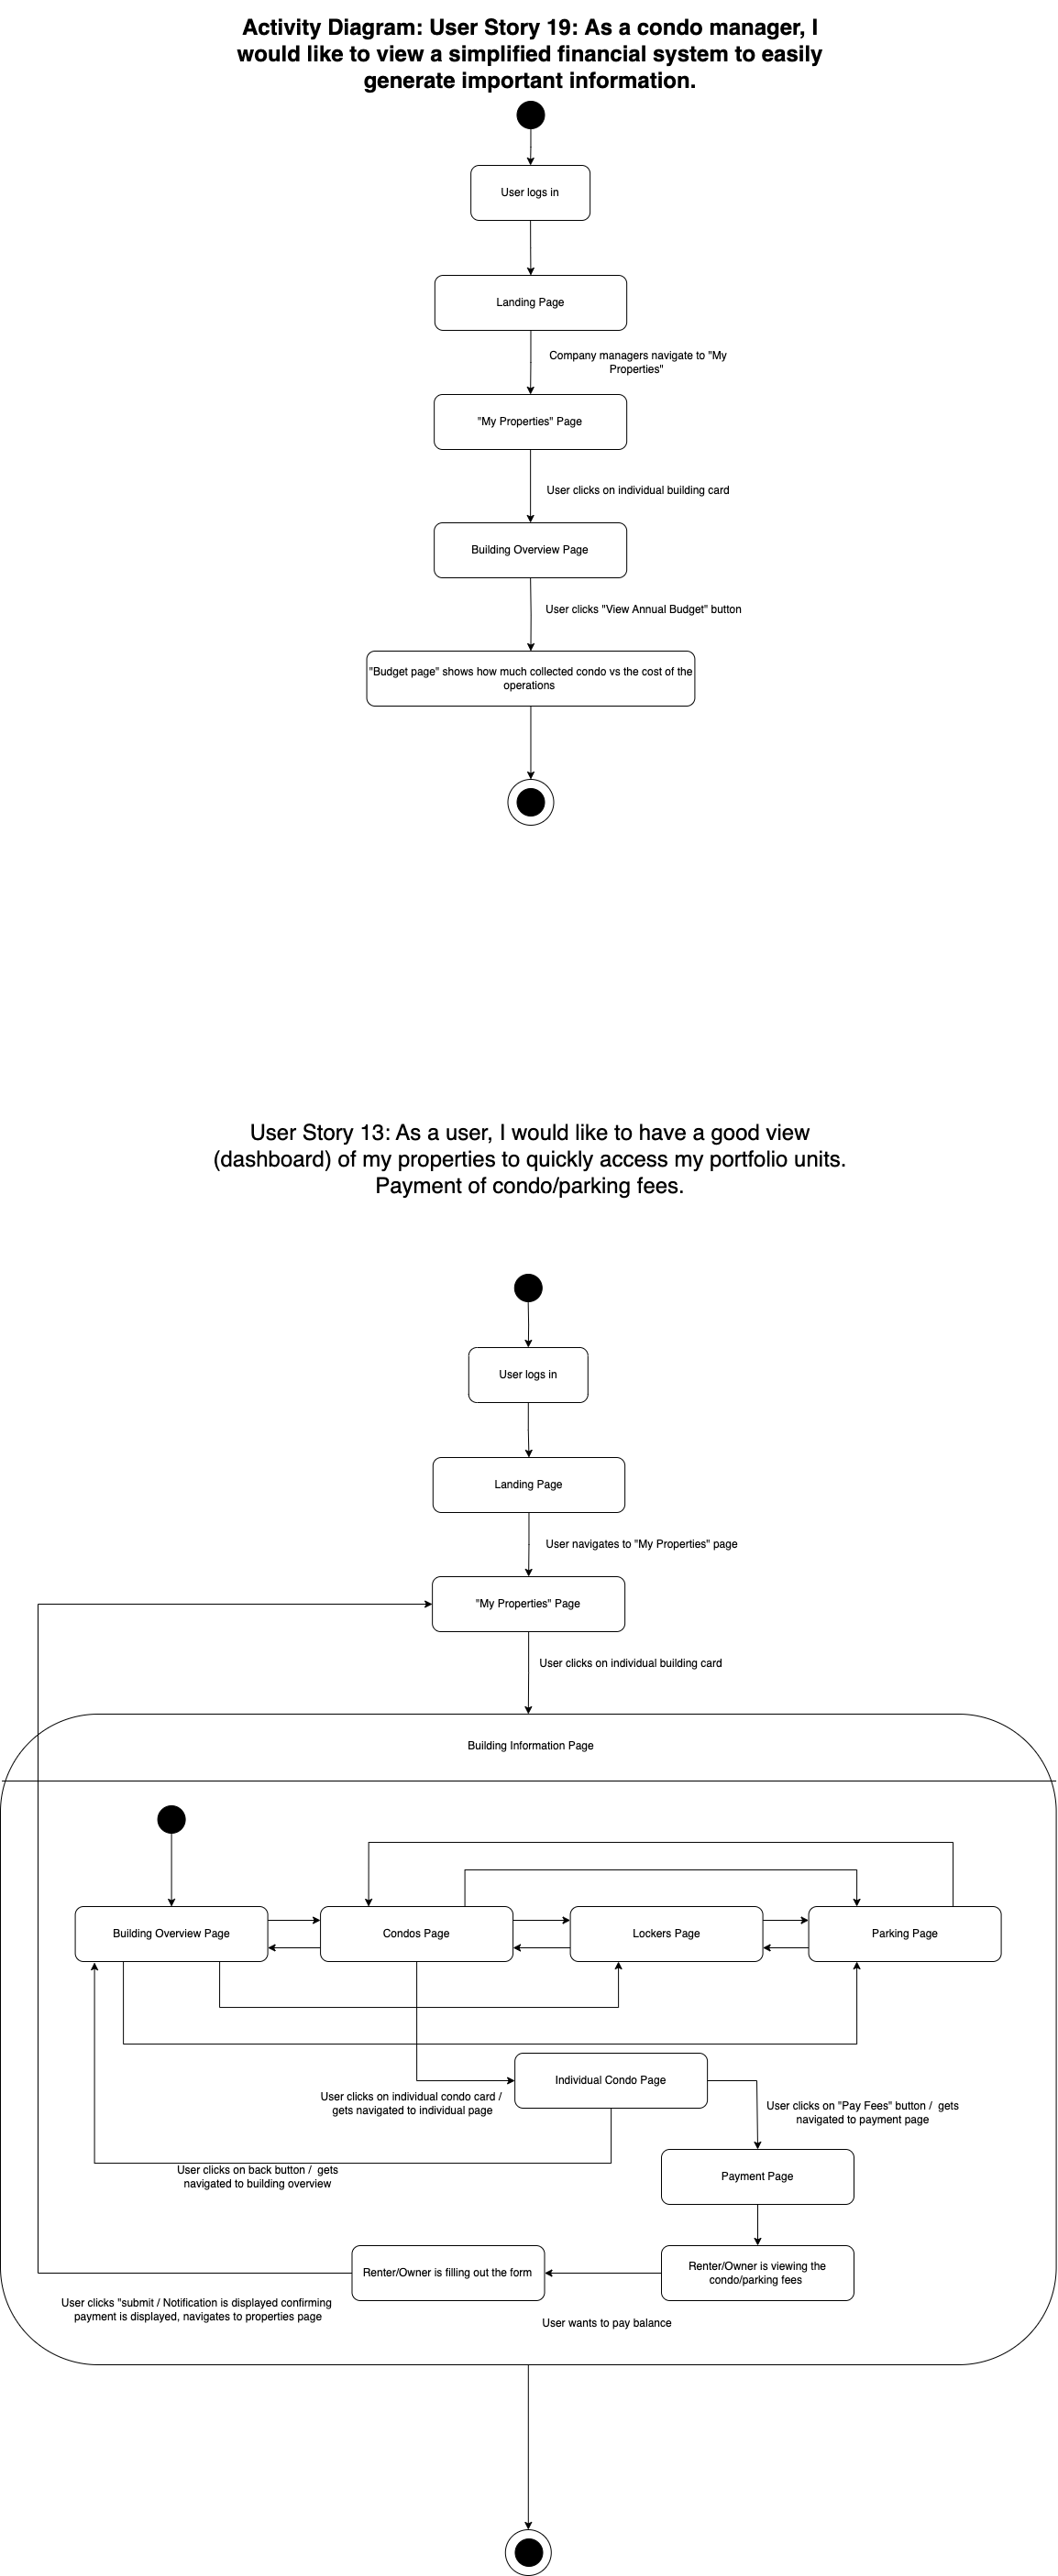 Activity Diagram: User Story 19: As a condo manager, I
would like to view a simplified financial system to easily
generate important information.
User logs in
Landing Page
Company managers navigate to "My
Properties"
"My Properties" Page
User clicks on individual building card
Building Overview Page
User clicks "View Annual Budget" button
"Budget page" shows how much collected condo vs the cost of the
operations
User Story 13: As a user, I would like to have a good view
(dashboard) of my properties to quickly access my portfolio units.
Payment of condo/parking fees.
User logs in
Landing Page
User navigates to "My Properties" page
"My Properties" Page
User clicks on individual building card
Building Information Page
Building Overview Page
Condos Page
Lockers Page
Parking Page
Individual Condo Page
User clicks on individual condo card /
gets navigated to individual page
User clicks on "Pay Fees" button /  gets
navigated to payment page
User clicks on back button /  gets
navigated to building overview
Payment Page
Renter/Owner is filling out the form
Renter/Owner is viewing the
condo/parking fees
User clicks "submit / Notification is displayed confirming
payment is displayed, navigates to properties page
User wants to pay balance